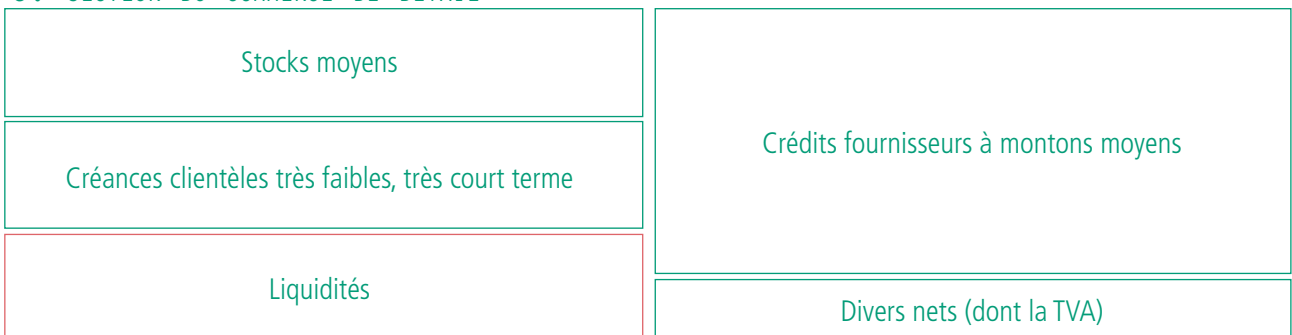 Stocks moyens
Créances clientèles très faibles, très court terme
Liquidités
Crédits fournisseurs à montons moyens
Divers nets (dont la TVA)